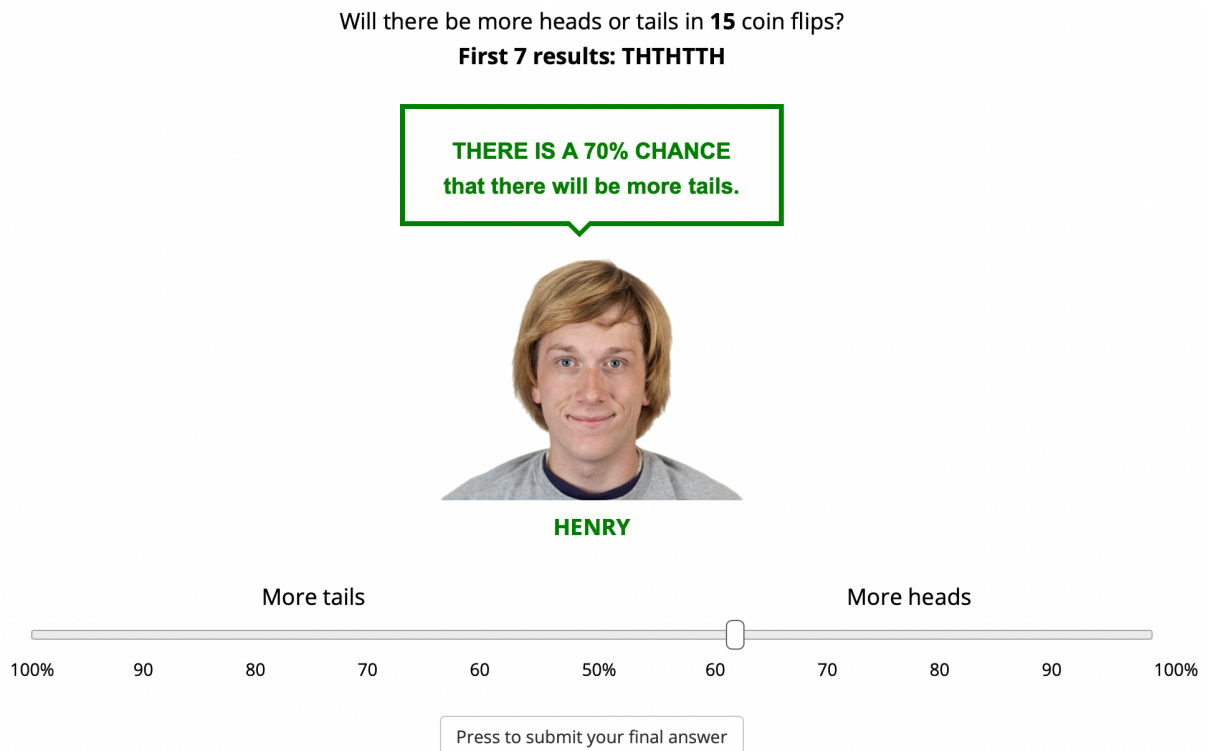 Will there be more heads or tails in 15 coin flips?
First 7 results: THTHTTH
THERE IS A 70% CHANCE
that there will be more tails.
HENRY
More tails More heads
100% 90 80 70 60 50% 60 70 80 90 100%
Press to submit your final answer